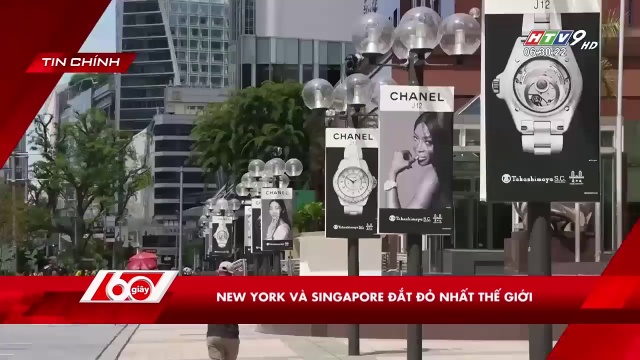 TIN CHÍNH
HTV9 HD
06:30:22
J12
CHANEL
J12
CHANEL
Takashimaya S.C.
Takashimaya S.C.
60 giây
NEW YORK VÀ SINGAPORE ĐẮT ĐỎ NHẤT THẾ GIỚI